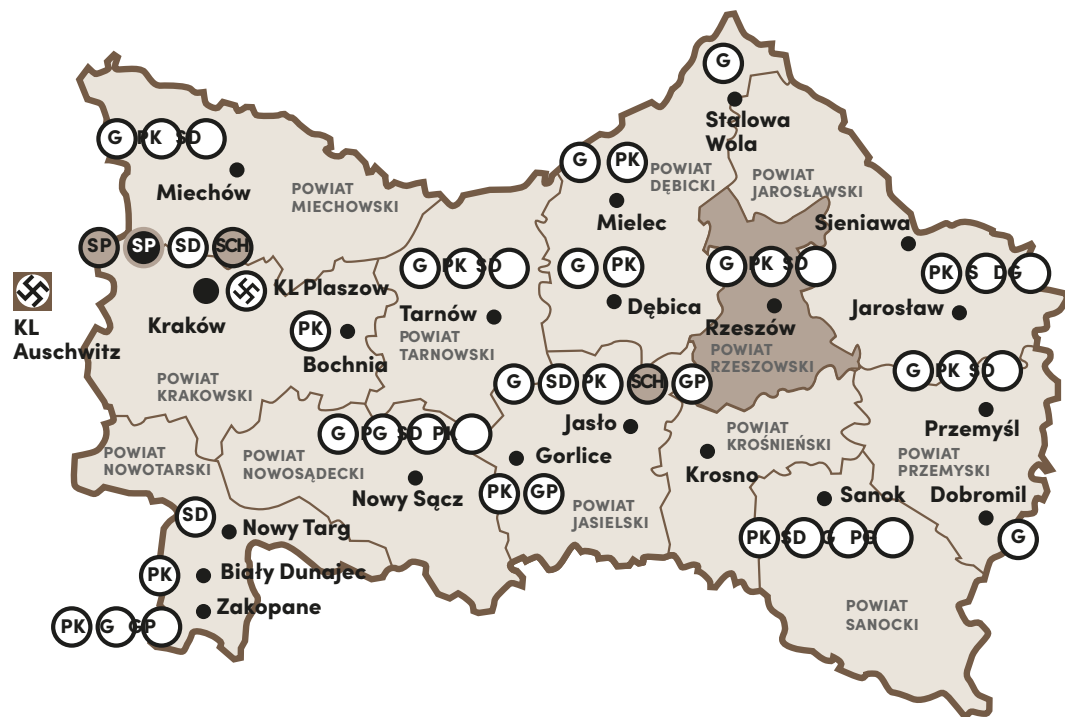 G
Stalowa
Wola
G PK SD
G PK
POWIAT
DĘBICKI
POWIAT
JAROSŁAWSKI
Miechów
POWIAT
MIECHOWSKI
Mielec
Sieniawa
SP SP SD SCH
G PK SD
G PK
G PK SD
PK S D G
KL Plaszow
KL
Auschwitz
Kraków
PK
Bochnia
Tarnów
POWIAT
TARNOWSKI
Dębica
Rzeszów
POWIAT
RZESZOWSKI
Jarosław
POWIAT
KRAKOWSKI
G SD PK SCH GP
G PK SD
Przemyśl
G PG SD PK
Jasło
POWIAT
KROŚNIEŃSKI
POWIAT
NOWOTARSKI
POWIAT
NOWOSĄDECKI
Gorlice
Krosno
POWIAT
PRZEMYSKI
Nowy Sącz
PK GP
POWIAT
JASIELSKI
Sanok
Dobromil
SD
Nowy Targ
PK SD G PG
G
PK
Biały Dunajec
Zakopane
PK G GP
POWIAT
SANOCKI